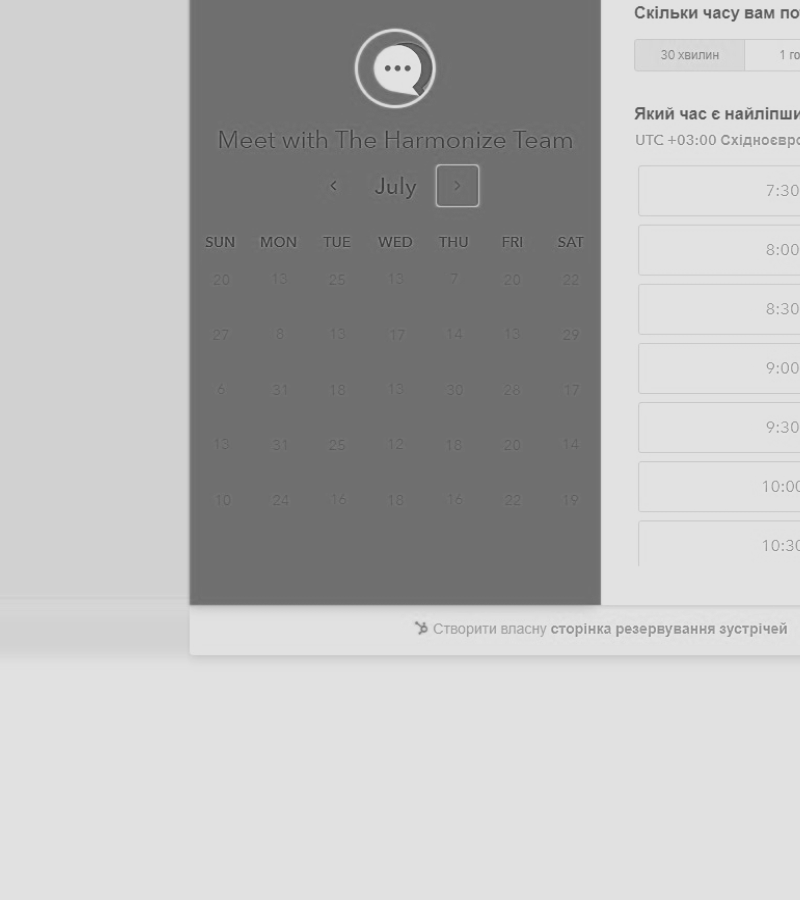 Meet with The Harmonize Team
July
SUN MON TUE WED THU FRI SAT
20 13 25 13 7 20 22
27 8 13 17 14 13 29
6 31 18 13 30 28 17
13 31 25 12 18 20 14
10 24 16 18 16 22 19
Скільки часу вам по
30 хвилин 1 го
Який час є найліпши
UTC +03:00 Східноєвро
7:30
8:00
8:30
9:00
9:30
10:00
10:30
Створити власну сторінка резервування зустрічей